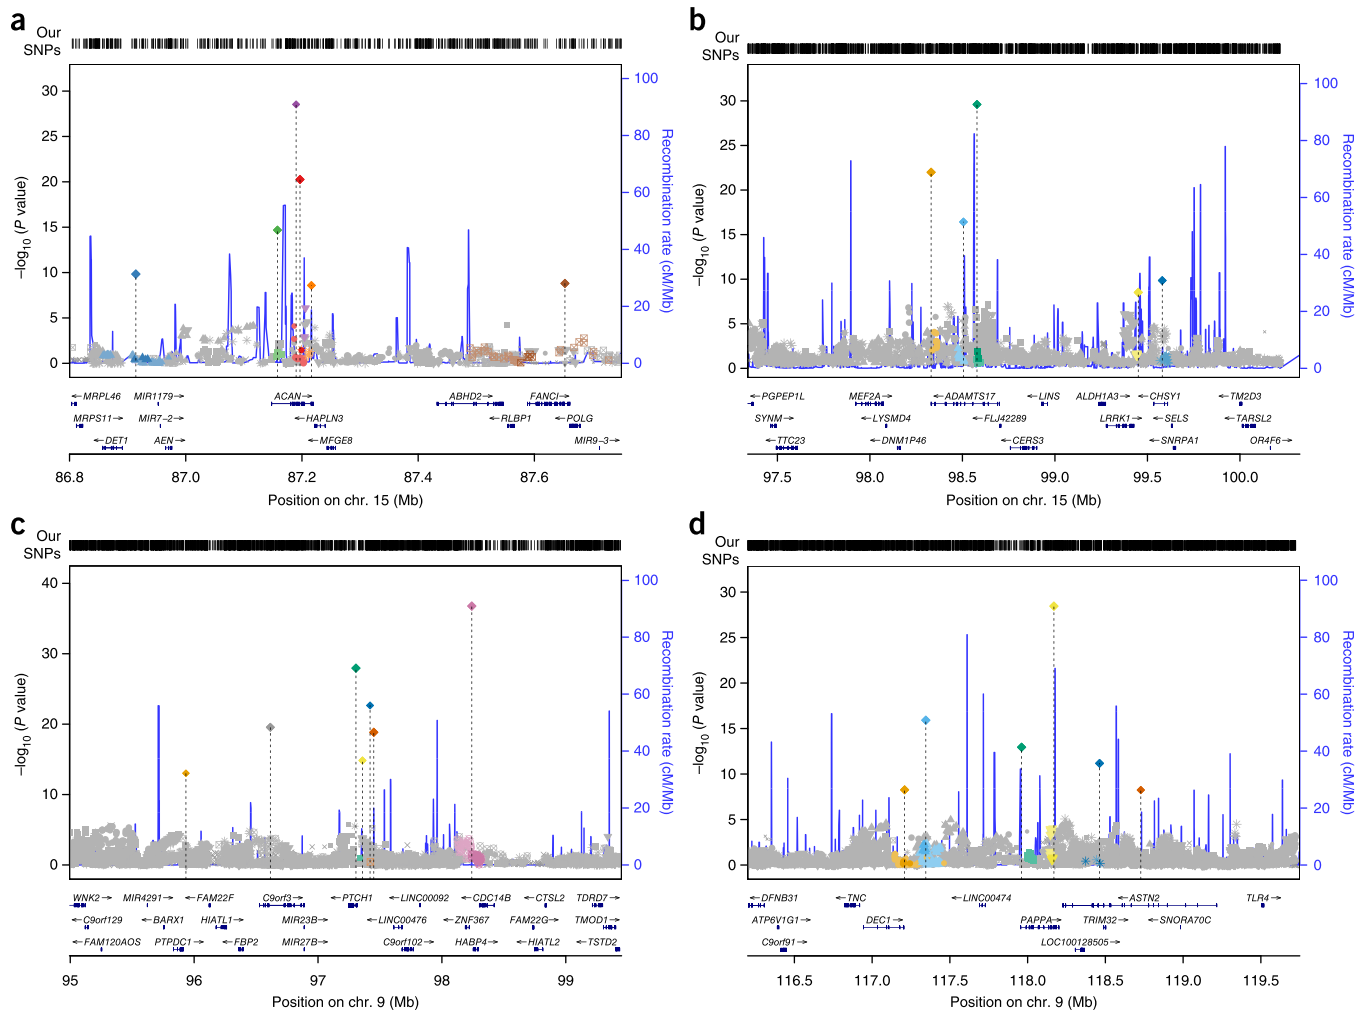 a
Our
SNPs
30
25
20
15
10
5
0
–log10 (P value)
100
80
60
40
20
0
Recombination rate (cM/Mb)
←MRPL46 MIR1179→ ACAN→ ABHD2→ FANCI→
MRPS11→ MIR7–2→ ←HAPLN3 ←RLBP1 ←POLG
←DET1 AEN→ ←MFGE8 MIR9–3→
86.8 87.0 87.2 87.4 87.6
Position on chr. 15 (Mb)
b
Our
SNPs
30
25
20
15
10
5
0
–log10 (P value)
100
80
60
40
20
0
Recombination rate (cM/Mb)
←PGPEP1L MEF2A→ ←ADAMTS17 ←LINS ALDH1A3→ ←CHSY1 ←TM2D3
SYNM→ ←LYSMD4 ←FLJ42289 LRRK1→ ←SELS ←TARSL2
←TTC23 ←DNM1P46 ←CERS3 ←SNRPA1 OR4F6→
97.5 98.0 98.5 99.0 99.5 100.0
Position on chr. 15 (Mb)
c
Our
SNPs
40
30
20
10
0
–log10 (P value)
100
80
60
40
20
0
Recombination rate (cM/Mb)
WNK2→ MIR4291→ ←FAM22F C9orf3→ ←PTCH1 ←LINC00092 ←CDC14B ←CTSL2 TDRD7→
←C9orf129 ←BARX1 HIATL1→ MIR23B→ ←LINC00476 ←ZNF367 ←FAM22G→ TMOD1→
←FAM120AOS PTPDC1→ ←FBP2 MIR27B→ C9orf102→ HABP4→ ←HIATL2 ←TSTD2
95 96 97 98 99
Position on chr. 9 (Mb)
d
Our
SNPs
30
25
20
15
10
5
0
–log10 (P value)
100
80
60
40
20
0
Recombination rate (cM/Mb)
←DFNB31 ←TNC ←LINC00474 ←ASTN2 TLR4→
ATP6V1G1→ DEC1→ PAPPA→ TRIM32→ ←SNORA70C
C9orf91→ LOC100128505→
116.5 117.0 117.5 118.0 118.5 119.0 119.5
Position on chr. 9 (Mb)